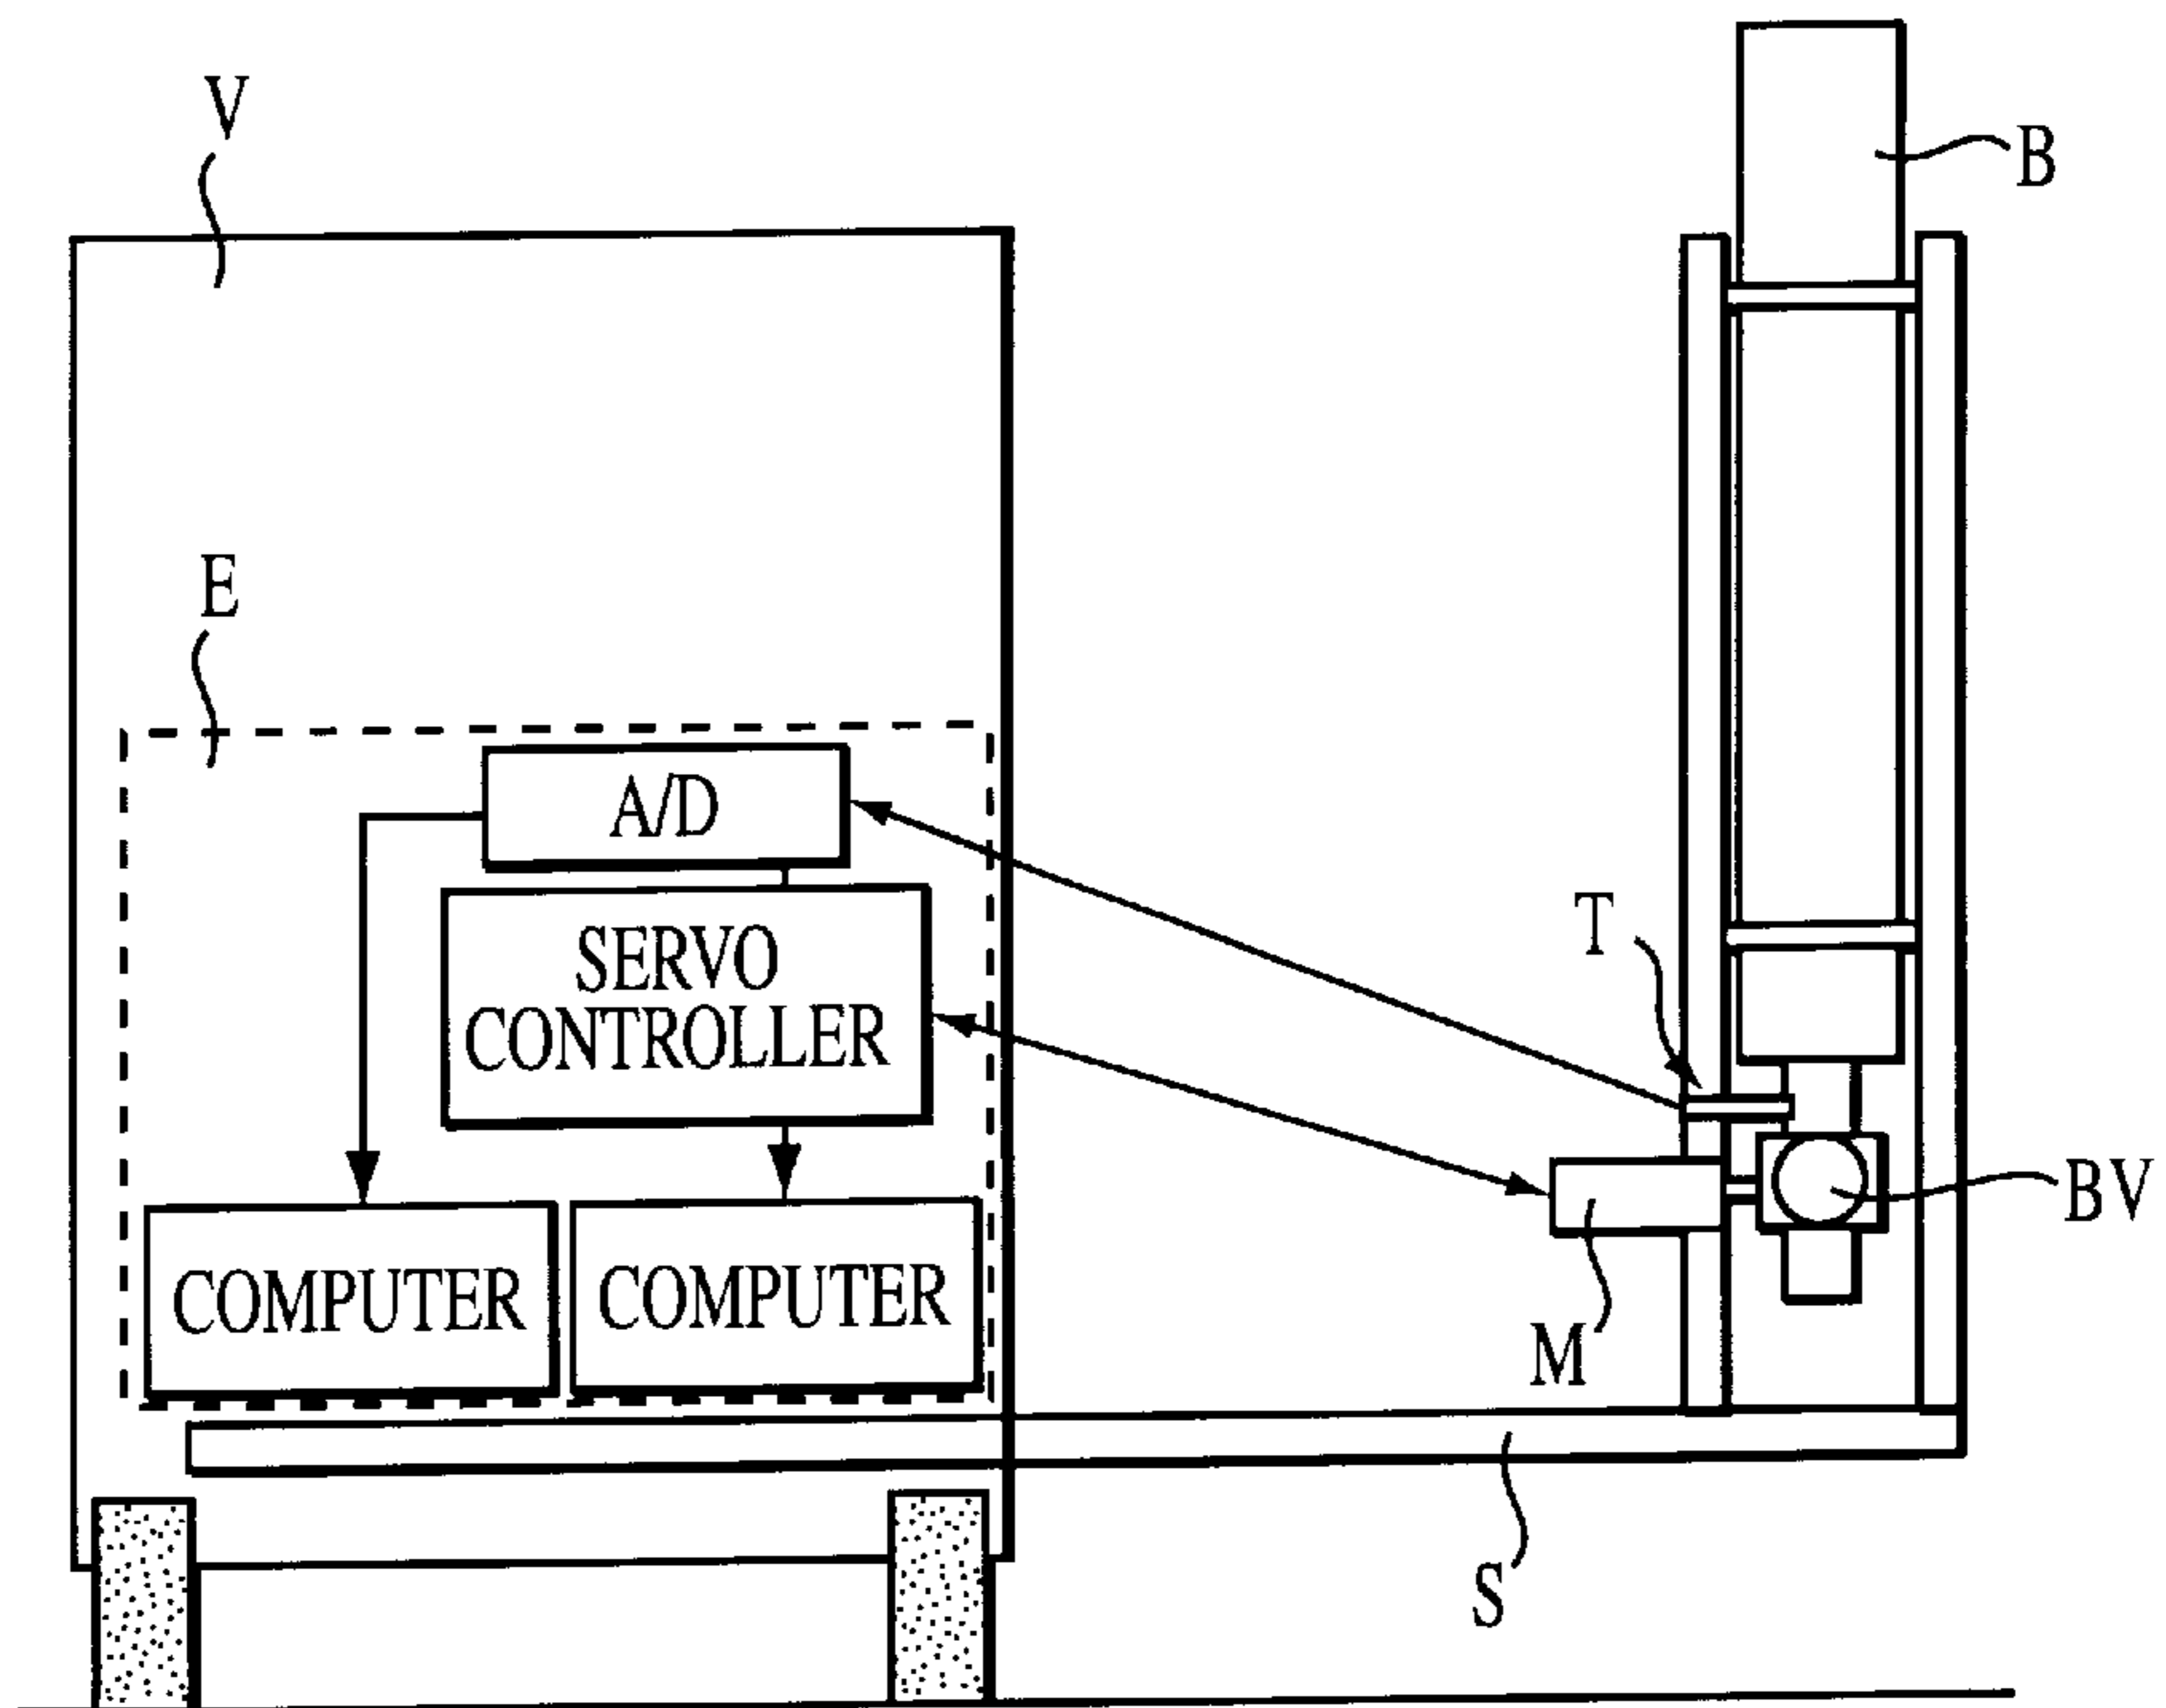 V
B
E
A/D
T
SERVO
CONTROLLER
BV
COMPUTER
COMPUTER
M
S